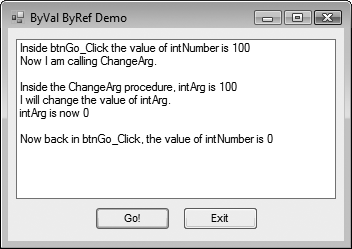 ByVal ByRef Demo
Inside btnGo_Click the value of intNumber is 100
Now I am calling ChangeArg.
Inside the ChangeArg procedure, intArg is 100
I will change the value of intArg.
intArg is now 0
Now back in btnGo_Click, the value of intNumber is 0
Go!
Exit